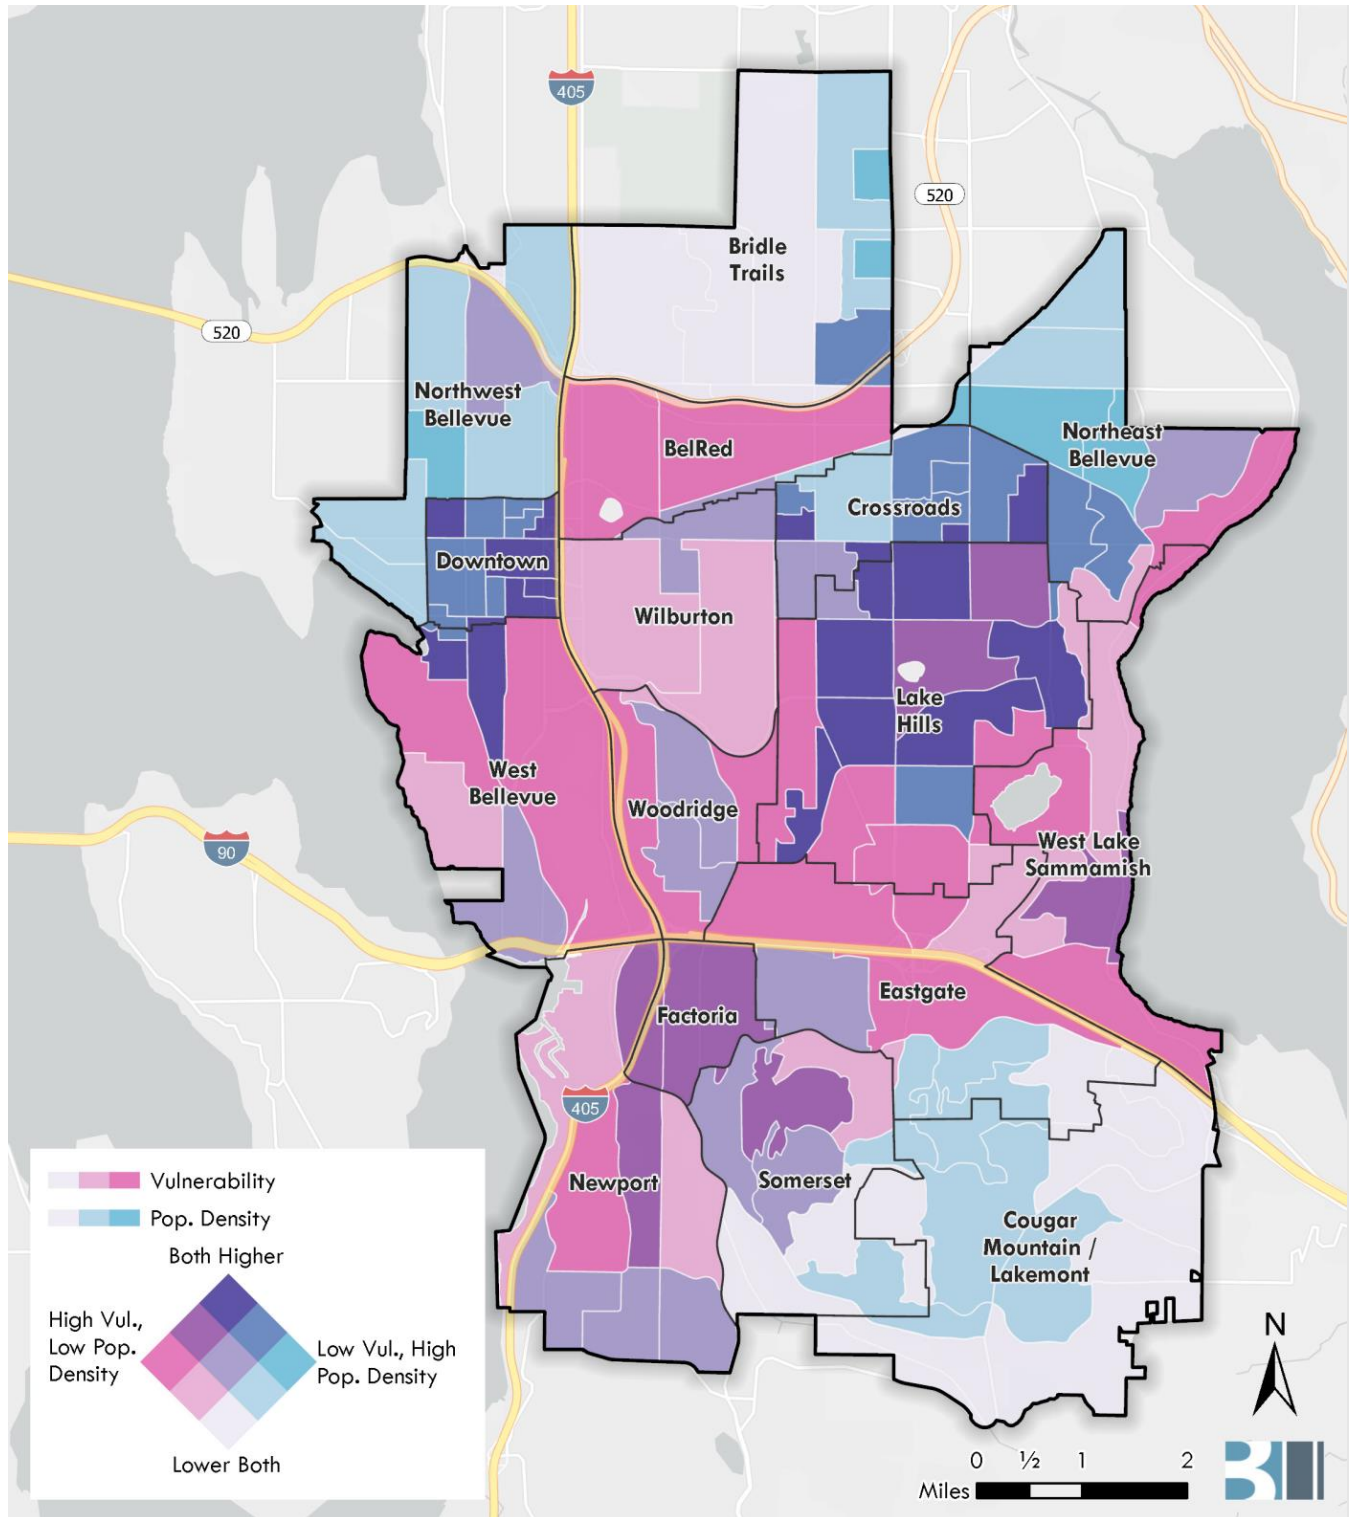 405
520
Bridle
Trails
520
Northwest
Bellevue
BelRed
Northeast
Bellevue
Crossroads
Downtown
Wilburton
Lake
Hills
West
Bellevue
Woodridge
90
West Lake
Sammamish
Eastgate
Factoria
405
Newport
Somerset
Cougar
Mountain /
Lakemont
Vulnerability
Pop. Density
Both Higher
High Vul.,
Low Pop.
Density
Low Vul., High
Pop. Density
Lower Both
N
0 ½ 1 2
Miles